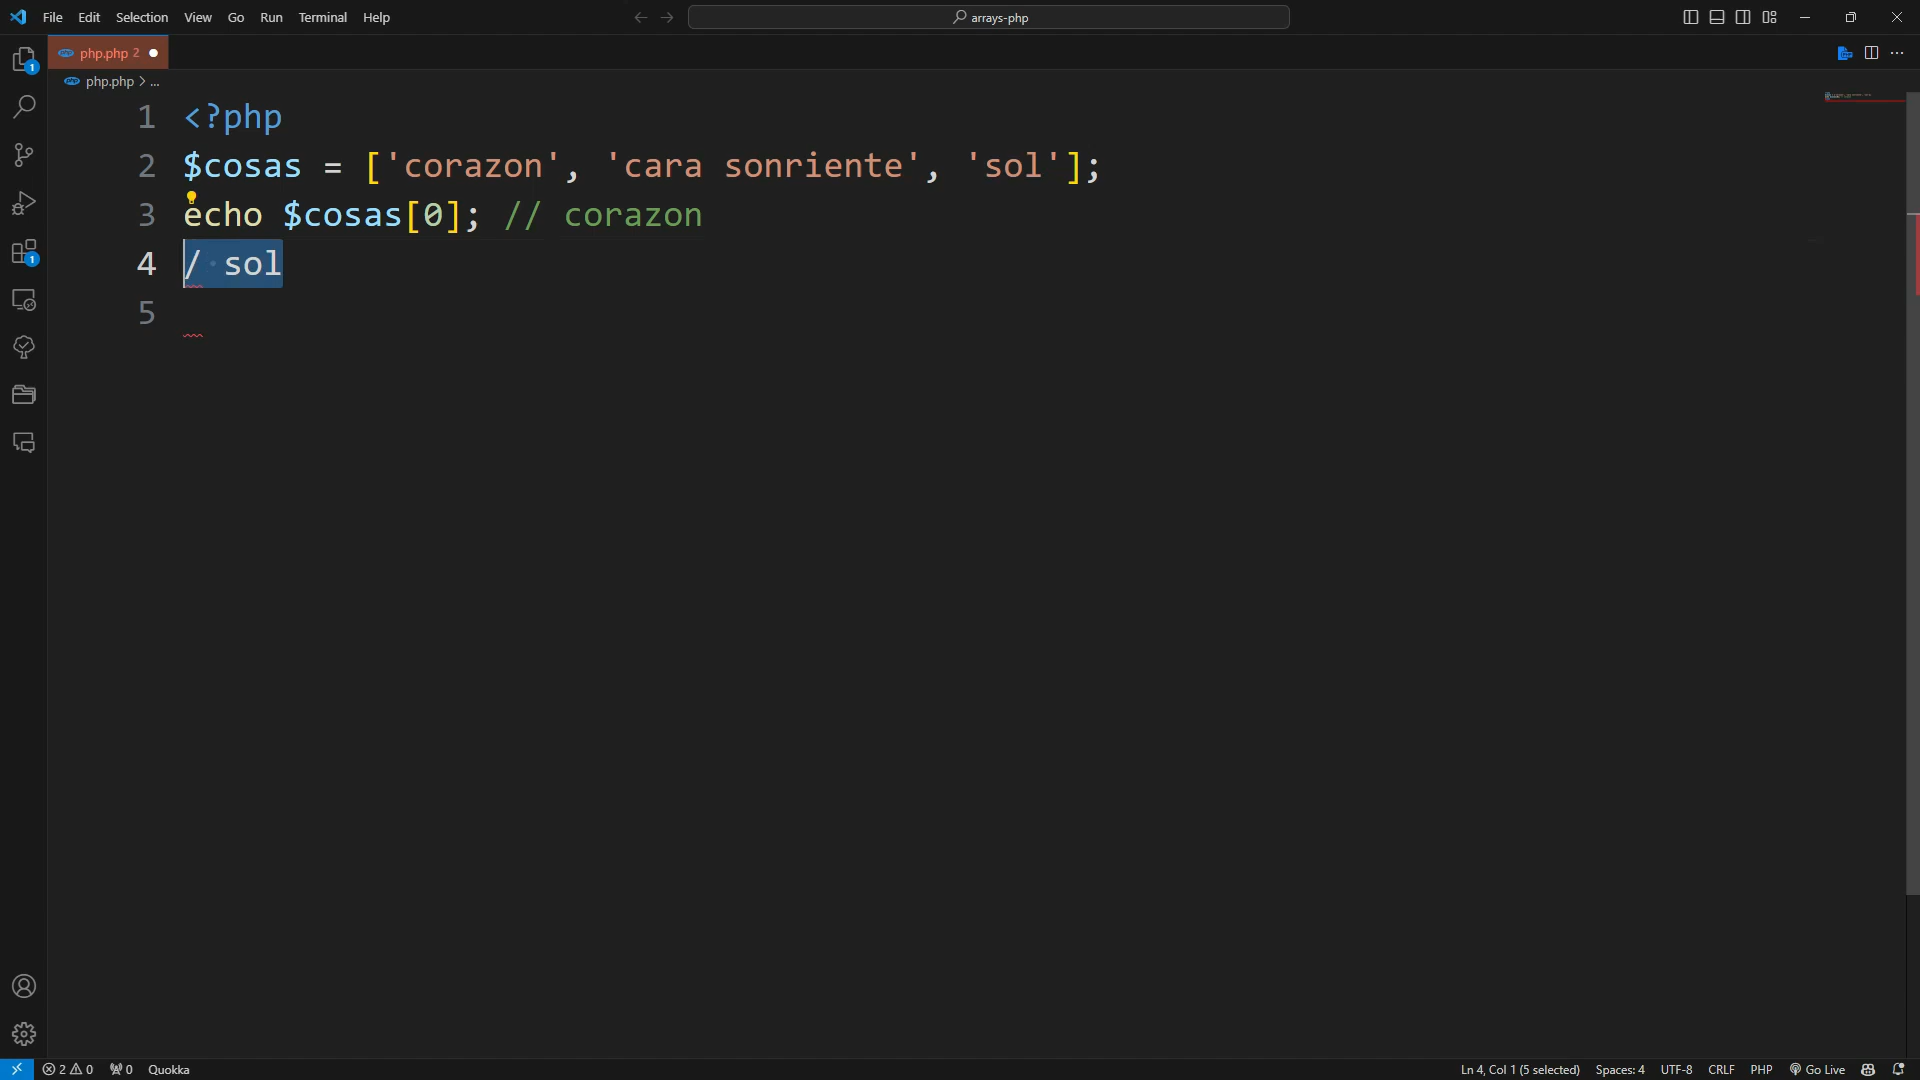 File Edit Selection View Go Run Terminal Help
arrays-php
php.php 2
php.php > ...
1 <?php
2 $cosas = ['corazon', 'cara sonriente', 'sol'];
3 echo $cosas[0]; // corazon
4 / sol
5
1
1
2 0 0 Quokka Ln 4, Col 1 (5 selected) Spaces: 4 UTF-8 CRLF PHP Go Live